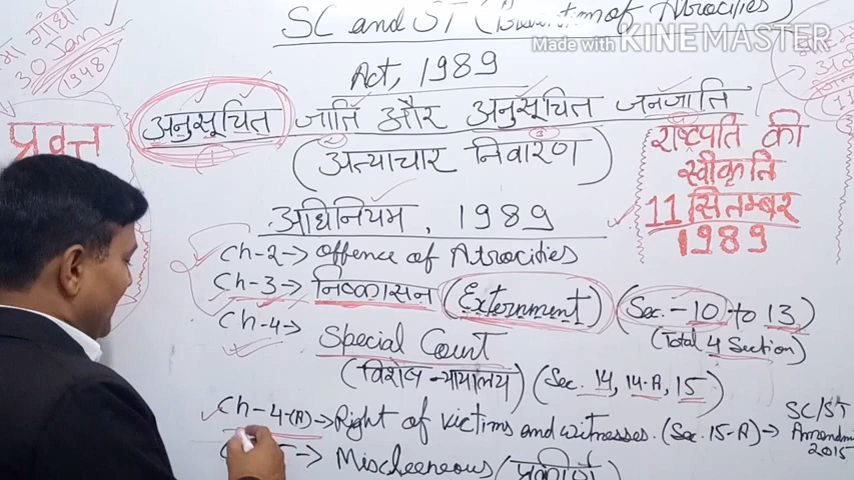 SC and ST (Prevention of Atrocities)
Made with KINEMASTER
Act, 1989
30 Jan
1948
अनुसूचित जाति और अनुसूचित जनजाति
(अत्याचार निवारण)
अधिनियम, 1989
प्रवृत्त
राष्ट्रपति की
स्वीकृति
11 सितम्बर
1989
Ch-2→ offence of Atrocities
Ch-3→ निष्कासन (Externment) (Sec.-10 to 13)
(Total 4 Section)
Ch-4→ Special Court
(विशेष न्यायालय) (Sec. 14, 14-A, 15)
Ch-4-(A)→ Right of victims and witnesses. (Sec. 15-A)→ SC/ST
Amendm
2015
→ Miscleeneous (प्रकीर्ण)